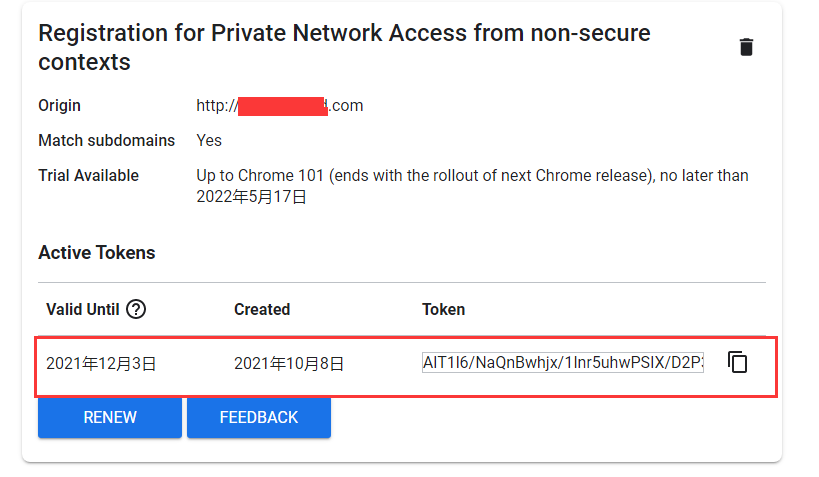 Registration for Private Network Access from non-secure
contexts
Origin http:// .com
Match subdomains Yes
Trial Available Up to Chrome 101 (ends with the rollout of next Chrome release), no later than
2022年5月17日
Active Tokens
Valid Until Created Token
2021年12月3日 2021年10月8日 AIT1I6/NaQnBwhjx/1Inr5uhwPSIX/D2P
RENEW FEEDBACK